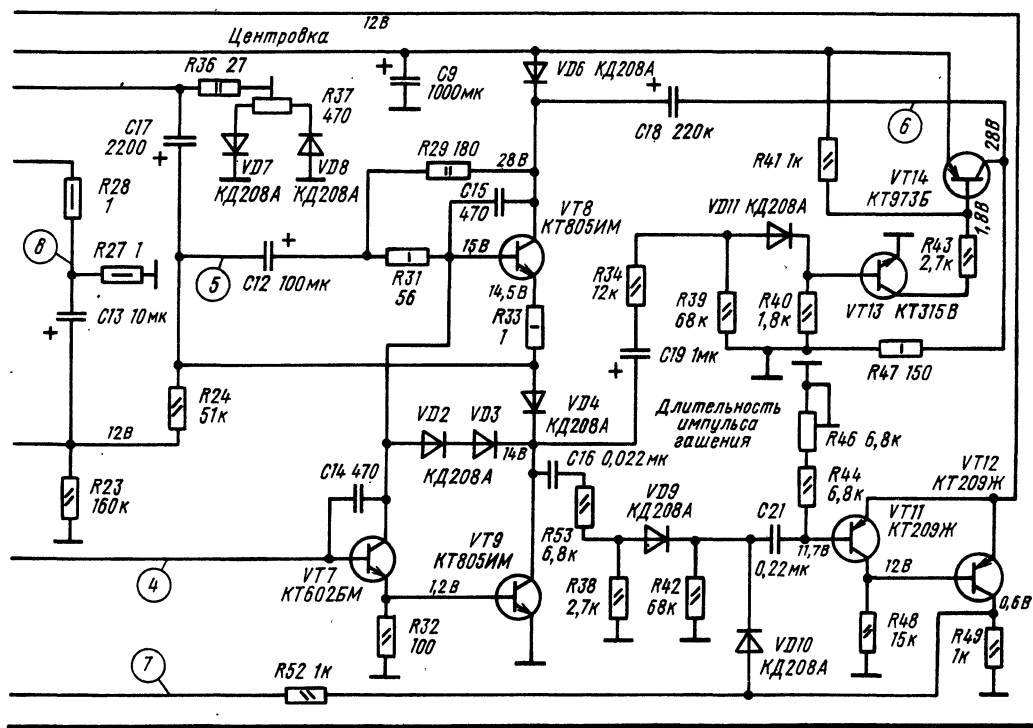 12В
Центровка
R36 27
C9
1000мк
VD6 КД208А
R37
470
C17
2200
C18 220к
6
28В
VD7
КД208А
VD8
КД208А
R29 180
28В
R41 1к
VT14
КТ973Б
R28
1
C15
470
VT8
КТ805ИМ
VD11 КД208А
1,8В
8
R27 1
15В
R43
2,7к
5
C12 100мк
R31
56
14,5В
R34
12к
R39
68к
R40
1,8к
VT13 КТ315В
C13 10мк
R33
1
C19 1мк
R47 150
R24
51к
VD4
КД208А
Длительность
импульса
гашения
R46 6,8к
12В
VD2
VD3
14В
КД208А
C16 0,022мк
R44
6,8к
VT12
КТ209Ж
R23
160к
C14 470
VD9
КД208А
C21
VT11
КТ209Ж
R53
6,8к
11,7В
0,22мк
12В
4
VT7
КТ602БМ
VT9
КТ805ИМ
1,2В
R38
2,7к
R42
68к
0,6В
R32
100
R48
15к
R49
1к
VD10
КД208А
7
R52 1к